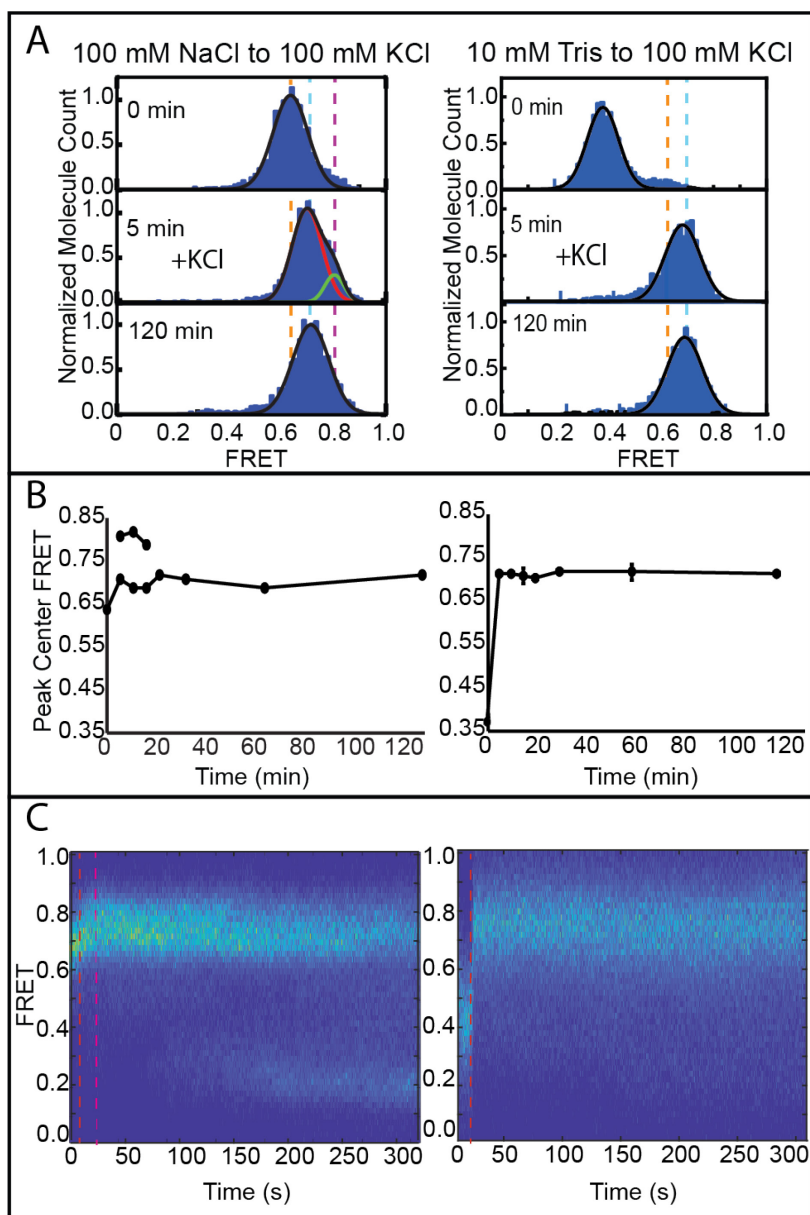 A
100 mM NaCl to 100 mM KCl
Normalized Molecule Count
1.0
0.5
0.0
0 min
1.0
0.5
0
5 min
+KCl
1.0
0.5
0.0
120 min
0 0.2 0.4 0.6 0.8 1.0
FRET
10 mM Tris to 100 mM KCl
Normalized Molecule Count
1.0
0.5
0.0
0 min
1.0
0.5
0.0
5 min
+KCl
1.0
0.5
0.0
120 min
0 0.2 0.4 0.6 0.8 1.0
FRET
B
Peak Center FRET
0.85
0.75
0.65
0.55
0.45
0.35
0 20 40 60 80 100 120
Time (min)
0.85
0.75
0.65
0.55
0.45
0.35
0 20 40 60 80 100 120
Time (min)
C
FRET
1.0
0.8
0.6
0.4
0.2
0.0
0 50 100 150 200 250 300
Time (s)
1.0
0.8
0.6
0.4
0.2
0.0
0 50 100 150 200 250 300
Time (s)